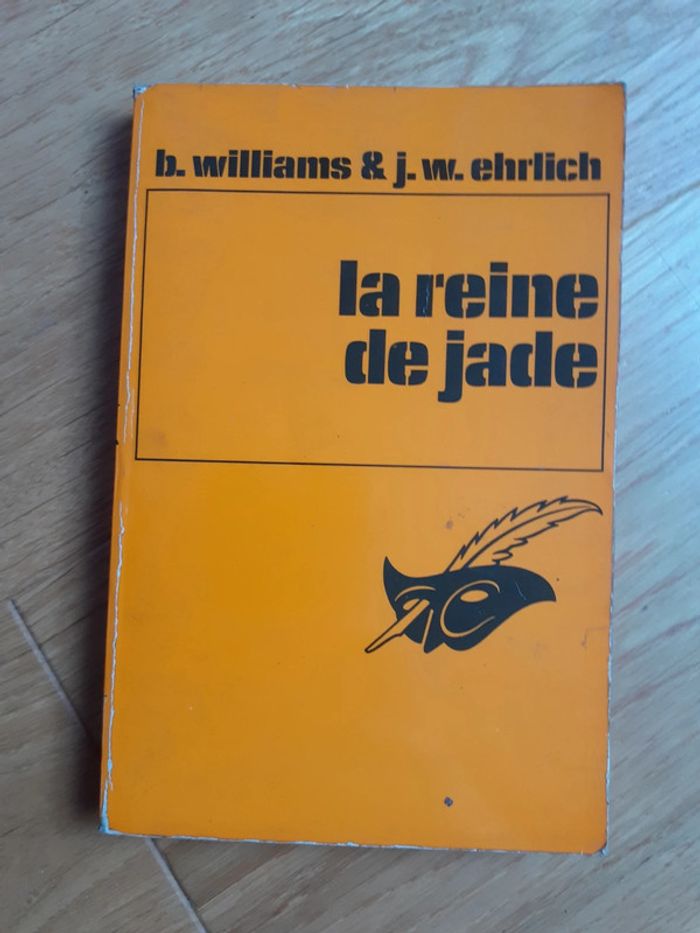 b. williams & j. w. ehrlich
la reine
de jade